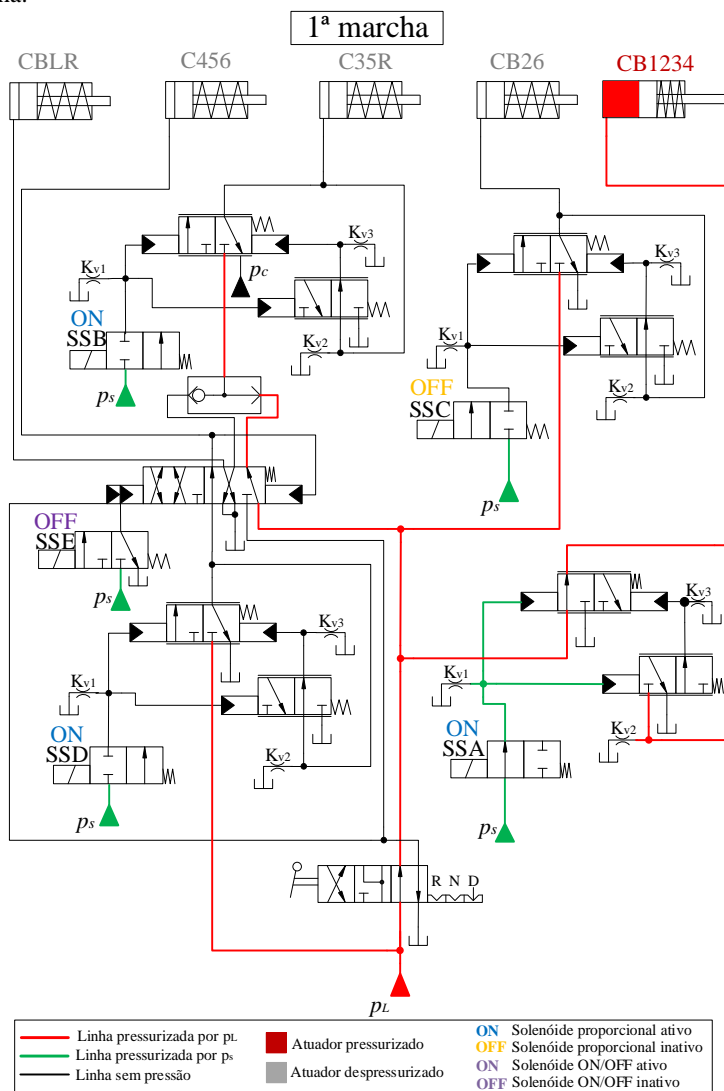 na.
1ª marcha
CBLR C456 C35R CB26 CB1234
Kv1 pc Kv3
ON
SSB
ps
Kv2
Kv3
Kv1
OFF
SSC
Kv2
ps
OFF
SSE
ps
Kv1 Kv3
ON
SSD
Kv2
ps
Kv3
Kv1
ON
SSA
Kv2
ps
R N D
pL
Linha pressurizada por pL
Linha pressurizada por ps
Linha sem pressão
Atuador pressurizado
Atuador despressurizado
ON Solenóide proporcional ativo
OFF Solenóide proporcional inativo
ON Solenóide ON/OFF ativo
OFF Solenóide ON/OFF inativo